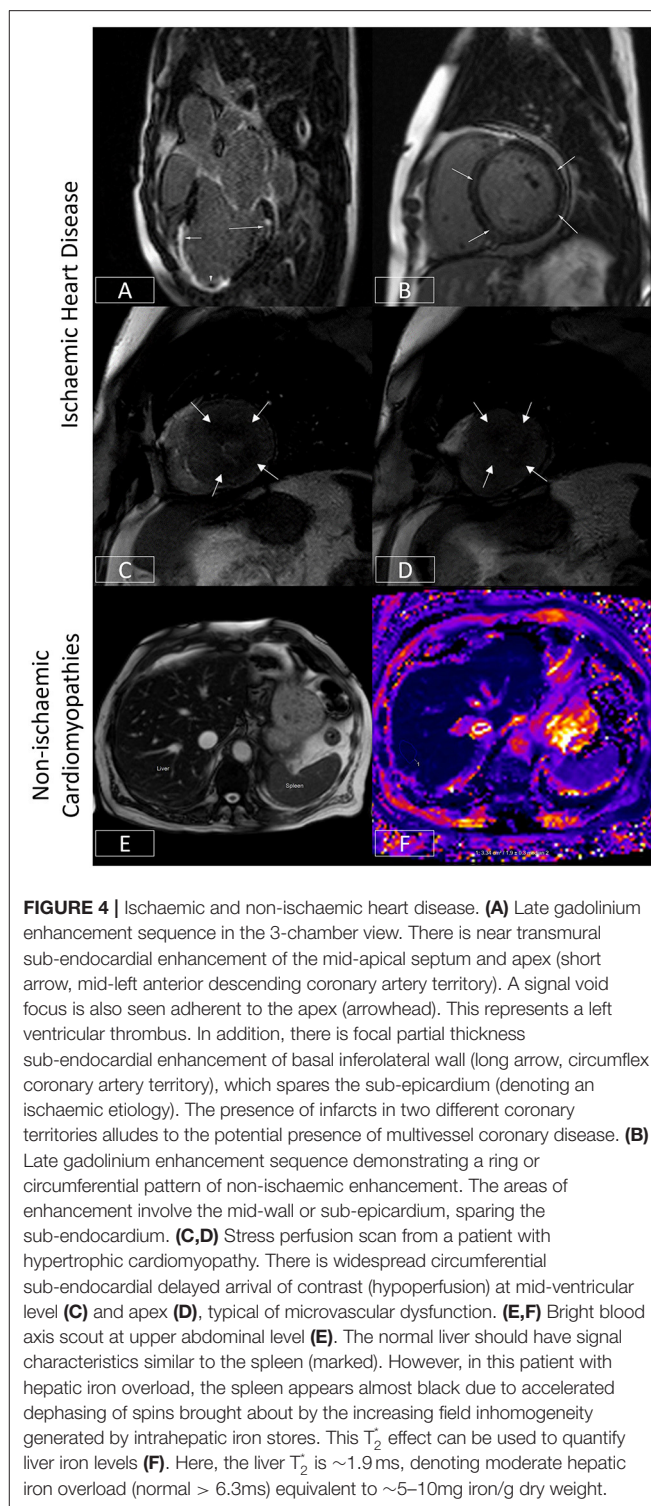 Ischaemic Heart Disease
A
B
C
D
Non-ischaemic
Cardiomyopathies
Liver
Spleen
E
F
FIGURE 4 | Ischaemic and non-ischaemic heart disease. (A) Late gadolinium
enhancement sequence in the 3-chamber view. There is near transmural
sub-endocardial enhancement of the mid-apical septum and apex (short
arrow, mid-left anterior descending coronary artery territory). A signal void
focus is also seen adherent to the apex (arrowhead). This represents a left
ventricular thrombus. In addition, there is focal partial thickness
sub-endocardial enhancement of basal inferolateral wall (long arrow, circumflex
coronary artery territory), which spares the sub-epicardium (denoting an
ischaemic etiology). The presence of infarcts in two different coronary
territories alludes to the potential presence of multivessel coronary disease. (B)
Late gadolinium enhancement sequence demonstrating a ring or
circumferential pattern of non-ischaemic enhancement. The areas of
enhancement involve the mid-wall or sub-epicardium, sparing the
sub-endocardium. (C,D) Stress perfusion scan from a patient with
hypertrophic cardiomyopathy. There is widespread circumferential
sub-endocardial delayed arrival of contrast (hypoperfusion) at mid-ventricular
level (C) and apex (D), typical of microvascular dysfunction. (E,F) Bright blood
axis scout at upper abdominal level (E). The normal liver should have signal
characteristics similar to the spleen (marked). However, in this patient with
hepatic iron overload, the spleen appears almost black due to accelerated
dephasing of spins brought about by the increasing field inhomogeneity
generated by intrahepatic iron stores. This T₂* effect can be used to quantify
liver iron levels (F). Here, the liver T₂* is ~1.9 ms, denoting moderate hepatic
iron overload (normal > 6.3ms) equivalent to ~5–10mg iron/g dry weight.